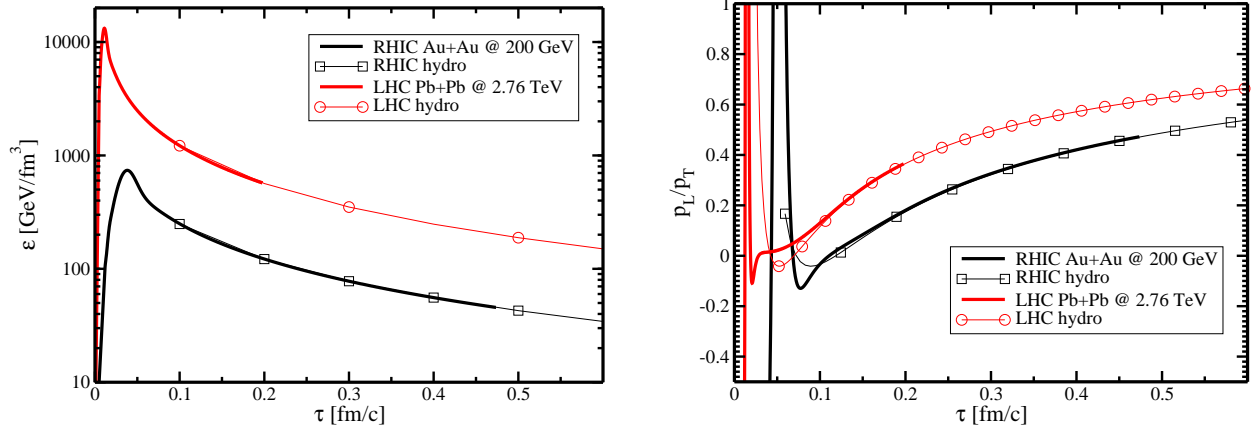 10000
1000
100
10
ε [GeV/fm³]
RHIC Au+Au @ 200 GeV
RHIC hydro
LHC Pb+Pb @ 2.76 TeV
LHC hydro
0 0.1 0.2 0.3 0.4 0.5
τ [fm/c]
1
0.8
0.6
0.4
0.2
0
-0.2
-0.4
p_L/p_T
RHIC Au+Au @ 200 GeV
RHIC hydro
LHC Pb+Pb @ 2.76 TeV
LHC hydro
0 0.1 0.2 0.3 0.4 0.5
τ [fm/c]